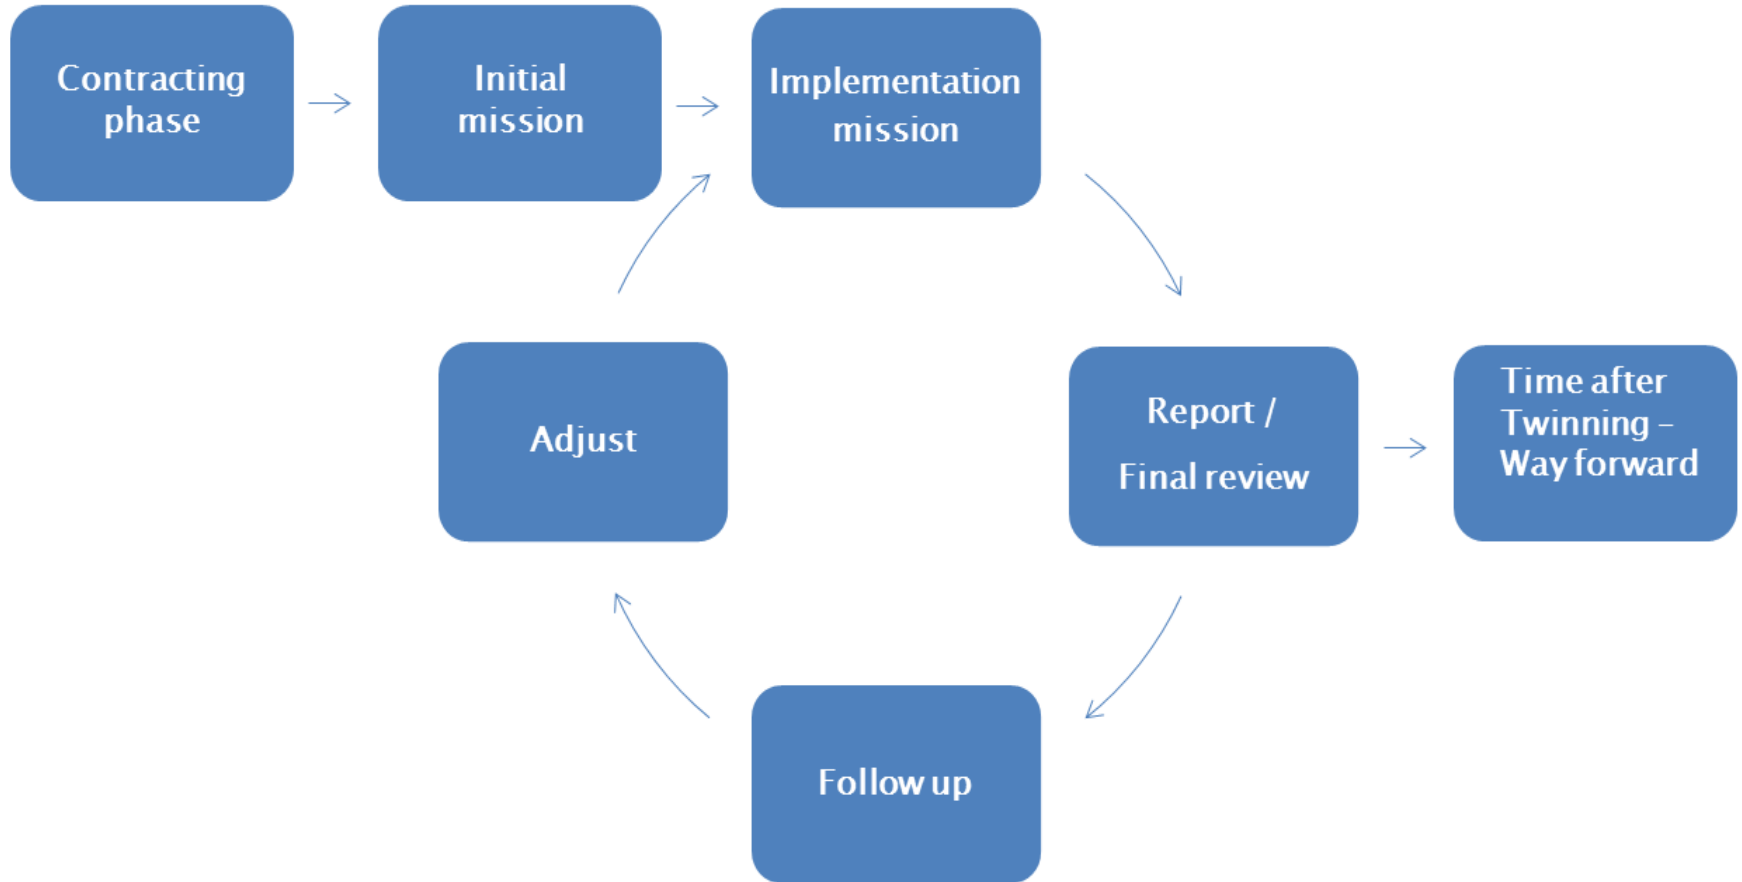 Contracting
phase
Initial
mission
Implementation
mission
Adjust
Report /
Final review
Time after
Twinning –
Way forward
Follow up